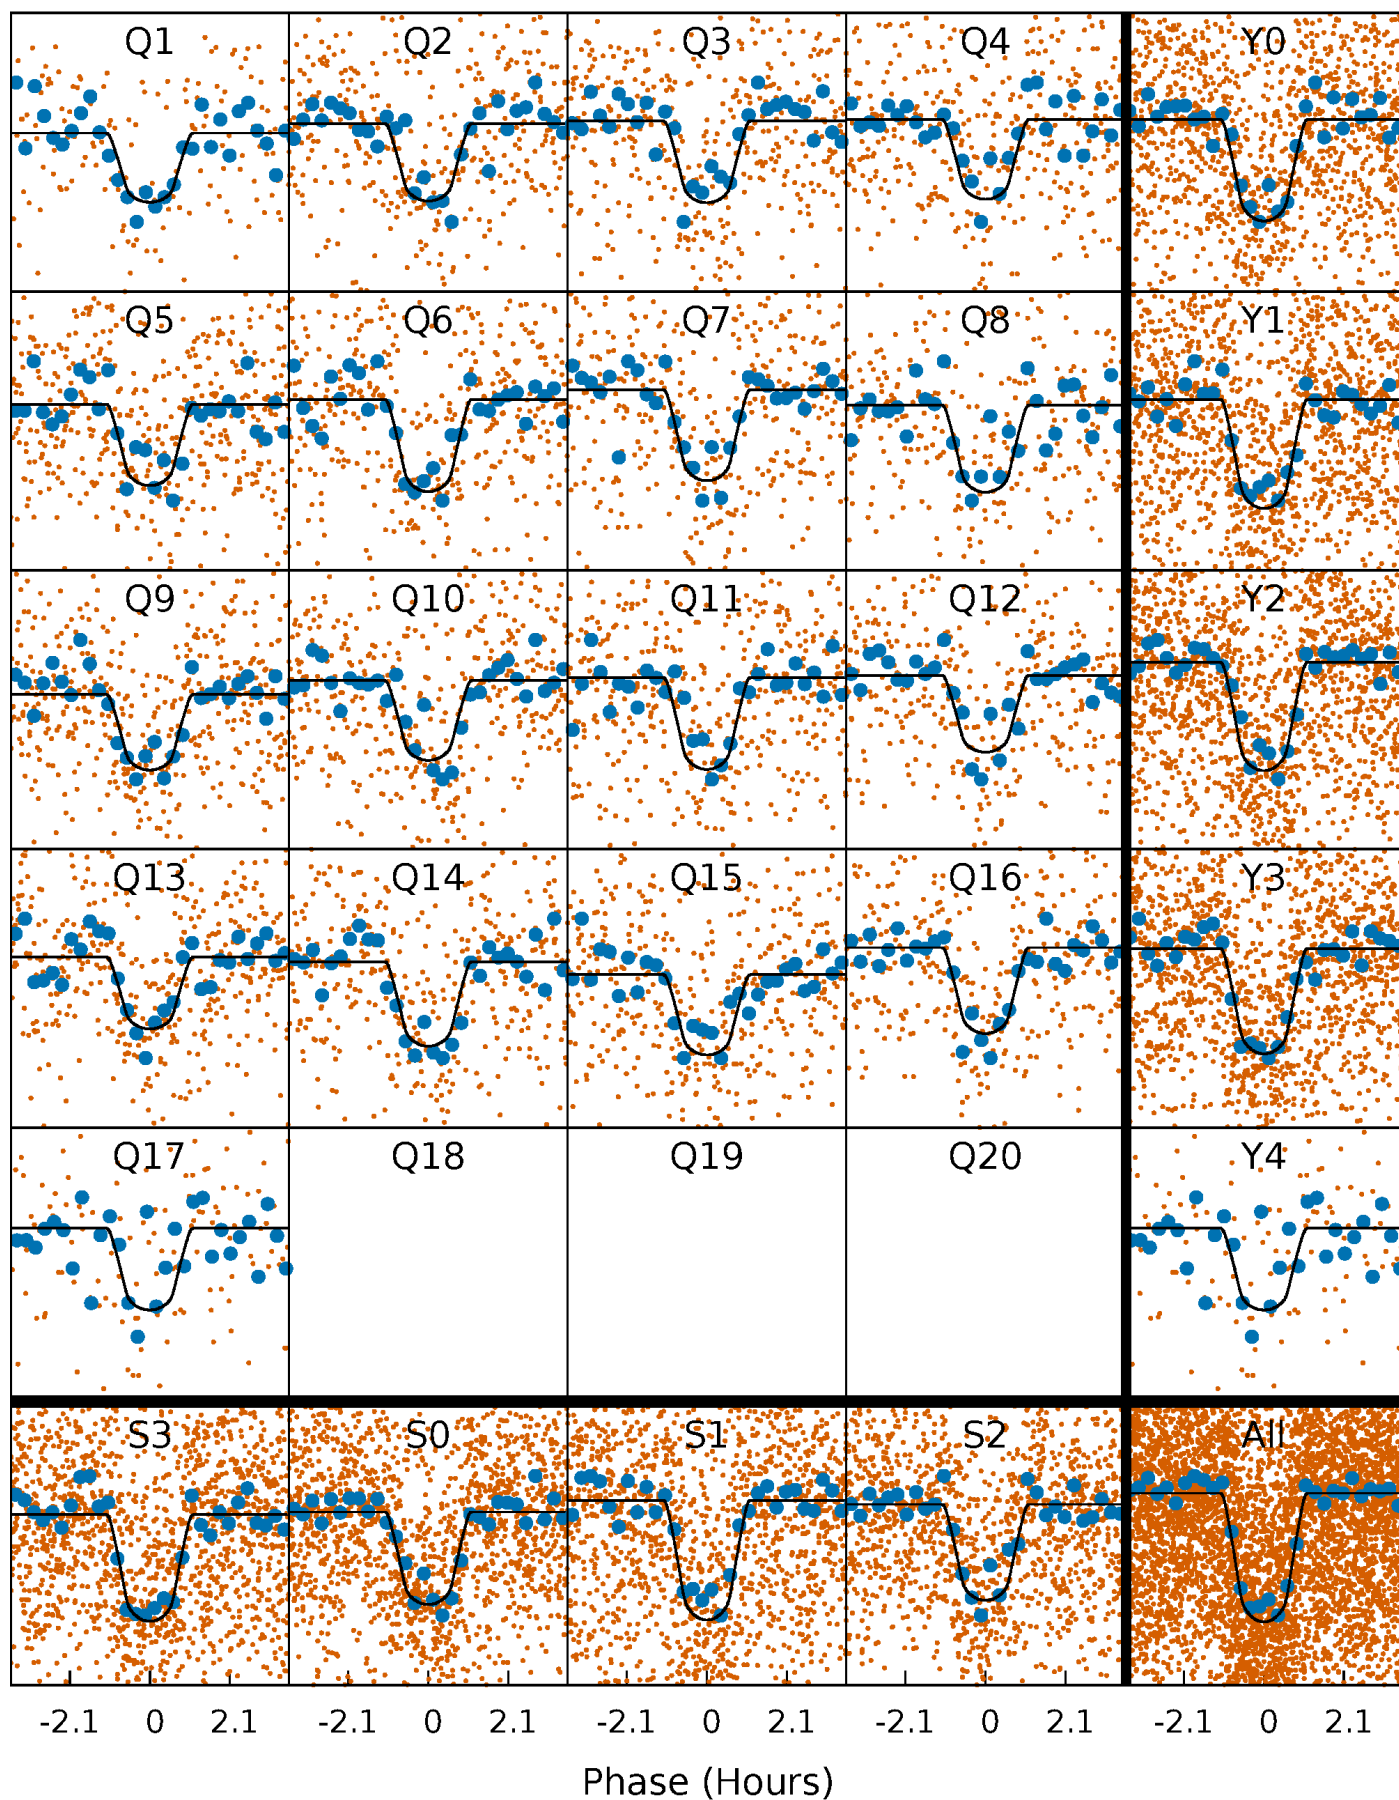 Q1 Q2 Q3 Q4 Y0
Q5 Q6 Q7 Q8 Y1
Q9 Q10 Q11 Q12 Y2
Q13 Q14 Q15 Q16 Y3
Q17 Q18 Q19 Q20 Y4
S3 S0 S1 S2 All
-2.1 0 2.1 -2.1 0 2.1 -2.1 0 2.1 -2.1 0 2.1 -2.1 0 2.1
Phase (Hours)